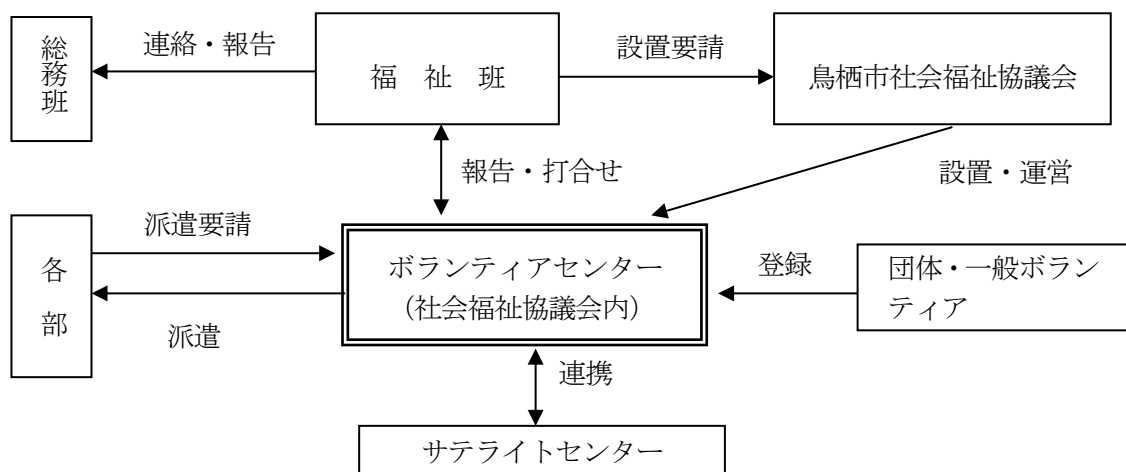 総務班
連絡・報告
福　祉　班
設置要請
鳥栖市社会福祉協議会
報告・打合せ
設置・運営
各　部
派遣要請
派遣
ボランティアセンター
（社会福祉協議会内）
登録
団体・一般ボラン
ティア
連携
サテライトセンター